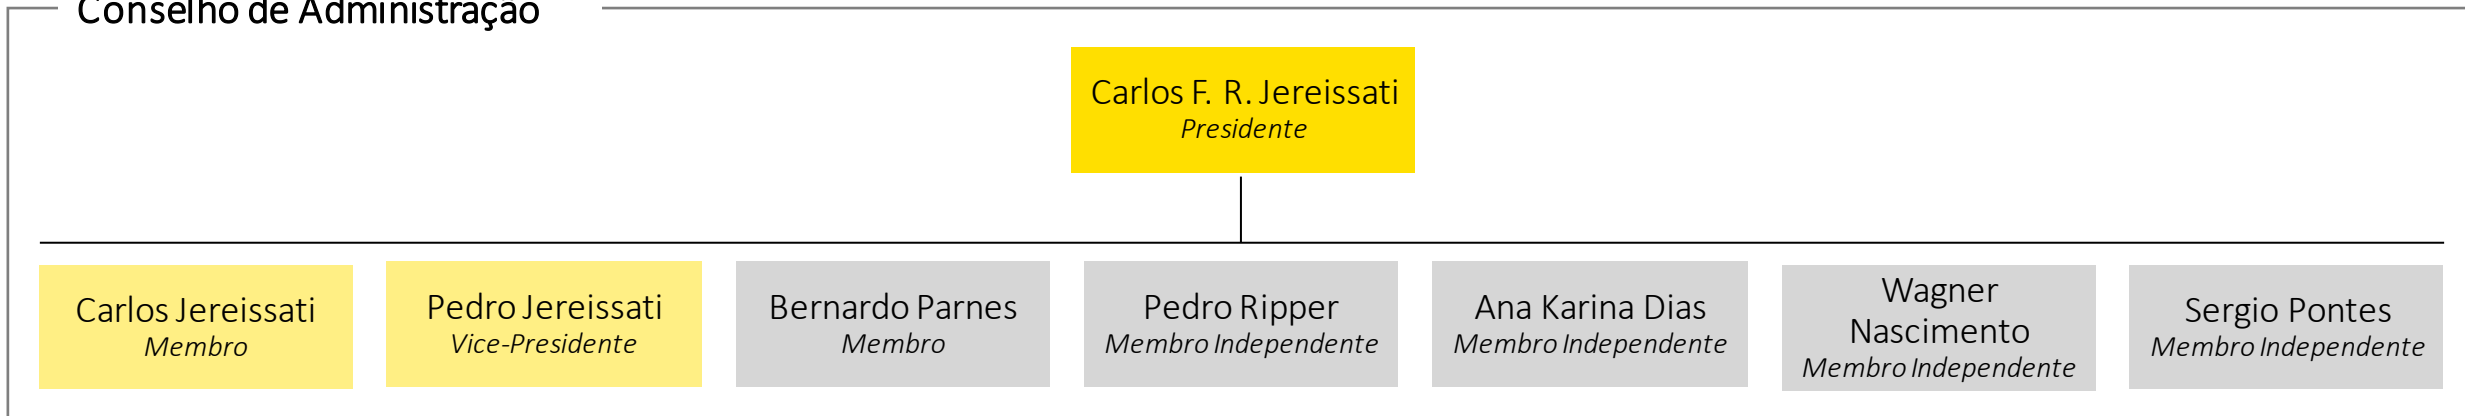 Conselho de Administração
Carlos F. R. Jereissati
Presidente
Carlos Jereissati
Membro
Pedro Jereissati
Vice-Presidente
Bernardo Parnes
Membro
Pedro Ripper
Membro Independente
Ana Karina Dias
Membro Independente
Wagner
Nascimento
Membro Independente
Sergio Pontes
Membro Independente